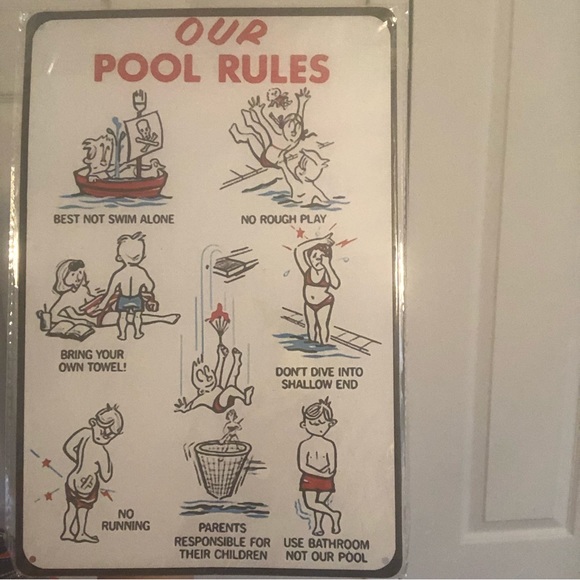 OUR
POOL RULES
BEST NOT SWIM ALONE
NO ROUGH PLAY
BRING YOUR
OWN TOWEL!
DON'T DIVE INTO
SHALLOW END
NO
RUNNING
PARENTS
RESPONSIBLE FOR
THEIR CHILDREN
USE BATHROOM
NOT OUR POOL